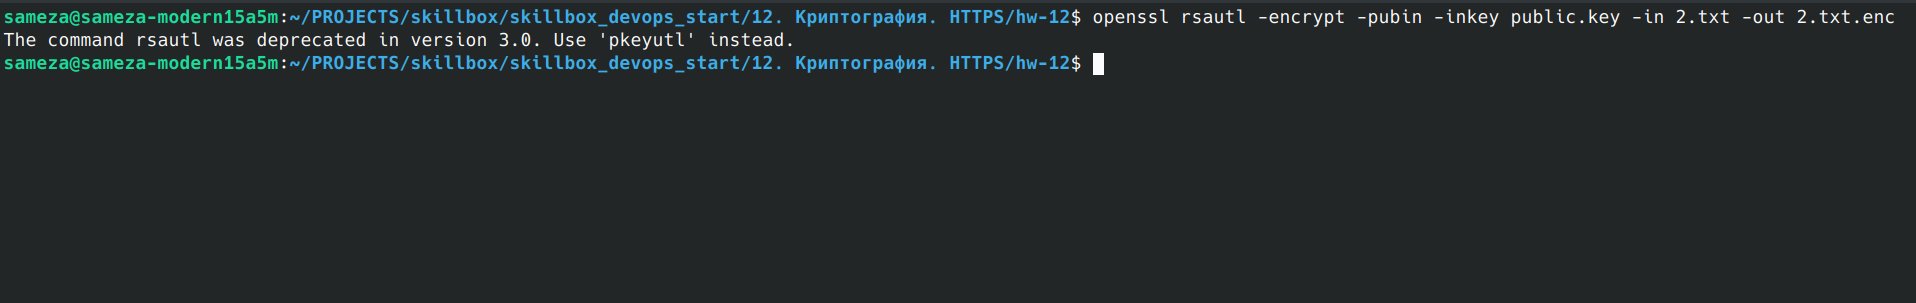 sameza@sameza-modern15a5m:~/PROJECTS/skillbox/skillbox_devops_start/12. Криптография. HTTPS/hw-12$ openssl rsautl -encrypt -pubin -inkey public.key -in 2.txt -out 2.txt.enc
The command rsautl was deprecated in version 3.0. Use 'pkeyutl' instead.
sameza@sameza-modern15a5m:~/PROJECTS/skillbox/skillbox_devops_start/12. Криптография. HTTPS/hw-12$